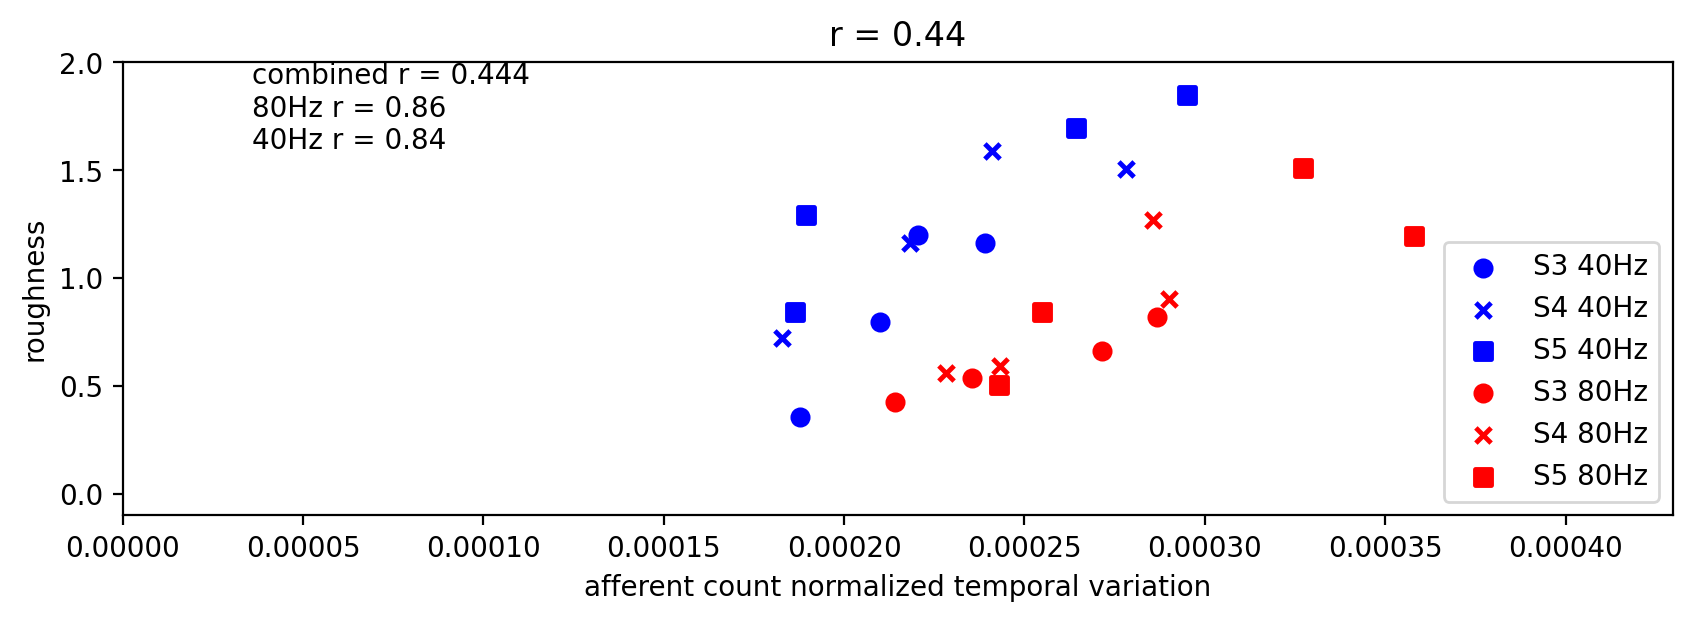 r = 0.44
combined r = 0.444
80Hz r = 0.86
40Hz r = 0.84
2.0
1.5
1.0
0.5
0.0
roughness
S3 40Hz
S4 40Hz
S5 40Hz
S3 80Hz
S4 80Hz
S5 80Hz
0.00000 0.00005 0.00010 0.00015 0.00020 0.00025 0.00030 0.00035 0.00040
afferent count normalized temporal variation